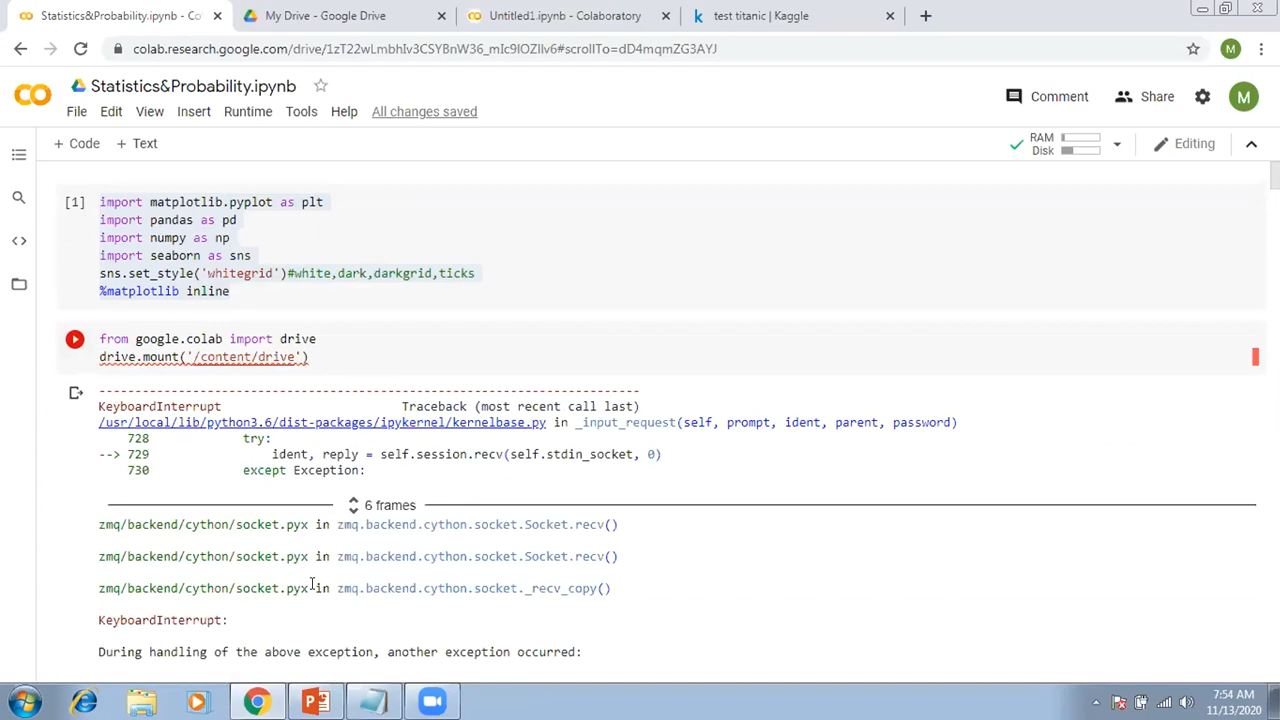 Statistics&Probability.ipynb - Co
My Drive - Google Drive
Untitled1.ipynb - Colaboratory
k test titanic | Kaggle
colab.research.google.com/drive/1zT22wLmbhIv3CSYBnW36_mIc9IOZIlv6#scrollTo=dD4mqmZG3AYJ
M
Statistics&Probability.ipynb
Comment
Share
M
File Edit View Insert Runtime Tools Help All changes saved
+ Code + Text
RAM
Disk
Editing
[1] import matplotlib.pyplot as plt
import pandas as pd
import numpy as np
import seaborn as sns
sns.set_style('whitegrid')#white,dark,darkgrid,ticks
%matplotlib inline
from google.colab import drive
drive.mount('/content/drive')
---------------------------------------------------------------------------
KeyboardInterrupt Traceback (most recent call last)
/usr/local/lib/python3.6/dist-packages/ipykernel/kernelbase.py in _input_request(self, prompt, ident, parent, password)
728 try:
--> 729 ident, reply = self.session.recv(self.stdin_socket, 0)
730 except Exception:
6 frames
zmq/backend/cython/socket.pyx in zmq.backend.cython.socket.Socket.recv()
zmq/backend/cython/socket.pyx in zmq.backend.cython.socket.Socket.recv()
zmq/backend/cython/socket.pyx in zmq.backend.cython.socket._recv_copy()
KeyboardInterrupt:
During handling of the above exception, another exception occurred:
7:54 AM
11/13/2020